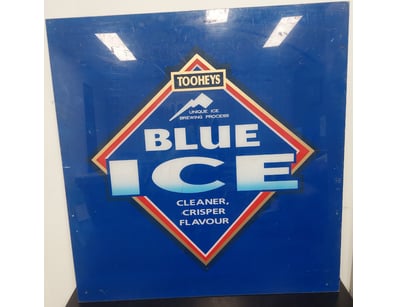 TOOHEYS
UNIQUE ICE
BREWING PROCESS
BLUE
ICE
CLEANER,
CRISPER
FLAVOUR